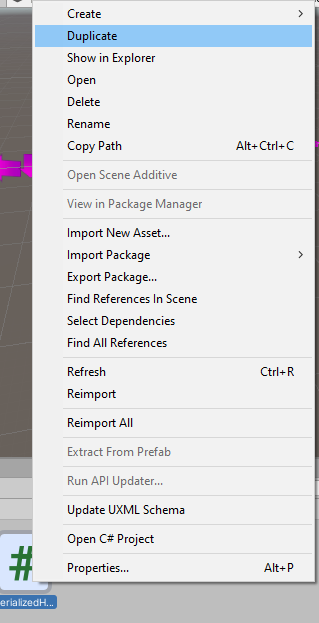 Create
Duplicate
Show in Explorer
Open
Delete
Rename
Copy Path Alt+Ctrl+C
Open Scene Additive
View in Package Manager
Import New Asset...
Import Package
Export Package...
Find References In Scene
Select Dependencies
Find All References
Refresh Ctrl+R
Reimport
Reimport All
Extract From Prefab
Run API Updater...
Update UXML Schema
Open C# Project
Properties... Alt+P
#
erializedH...